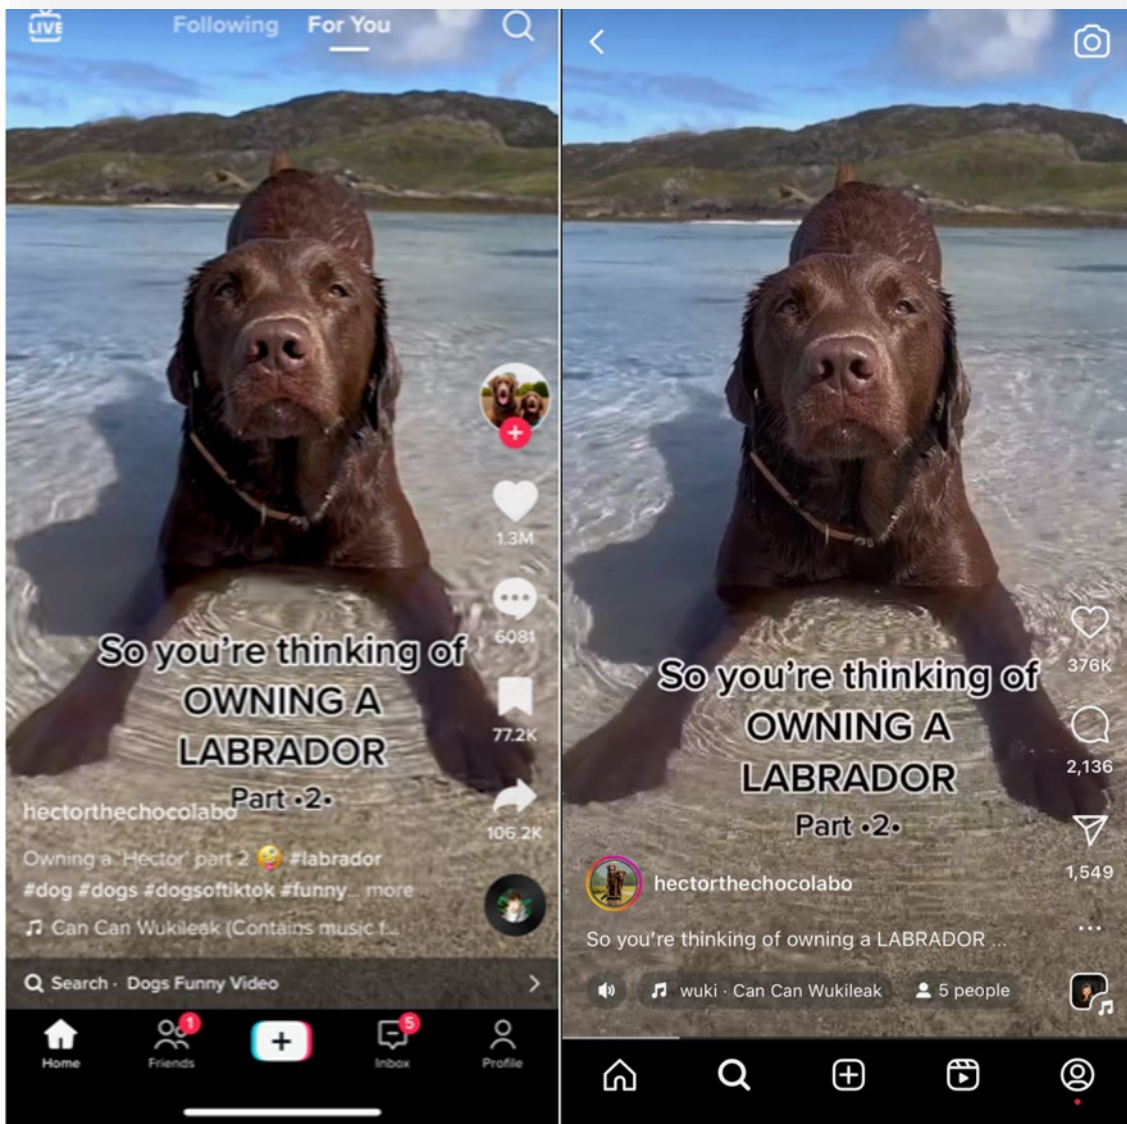 LIVE
Following
For You
1.3M
6081
So you're thinking of
OWNING A
LABRADOR
Part •2•
77.2K
106.2K
hectorthechocolabo
Owning a 'Hector' part 2 🤪 #labrador
#dog #dogs #dogsoftiktok #funny... more
Can Can Wukileak (Contains music f...
Search · Dogs Funny Video
1
5
Home
Friends
Inbox
Profile
376K
So you're thinking of
OWNING A
LABRADOR
Part •2•
2,136
1,549
hectorthechocolabo
So you're thinking of owning a LABRADOR ...
wuki · Can Can Wukileak
5 people